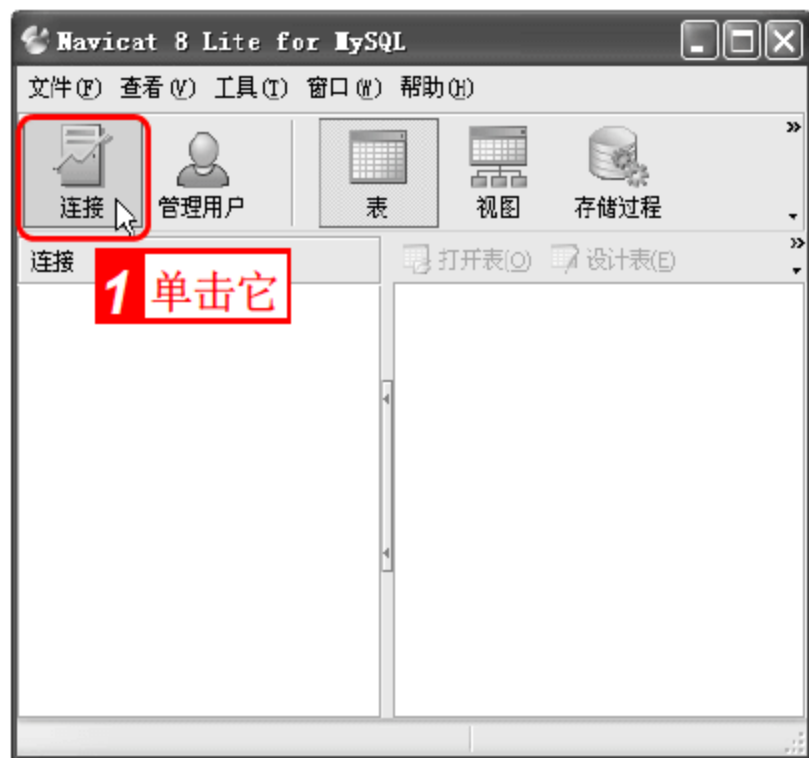 Navicat 8 Lite for MySQL
文件(F) 查看(V) 工具(T) 窗口(W) 帮助(H)
连接 管理用户 表 视图 存储过程
连接 打开表(O) 设计表(E)
1 单击它